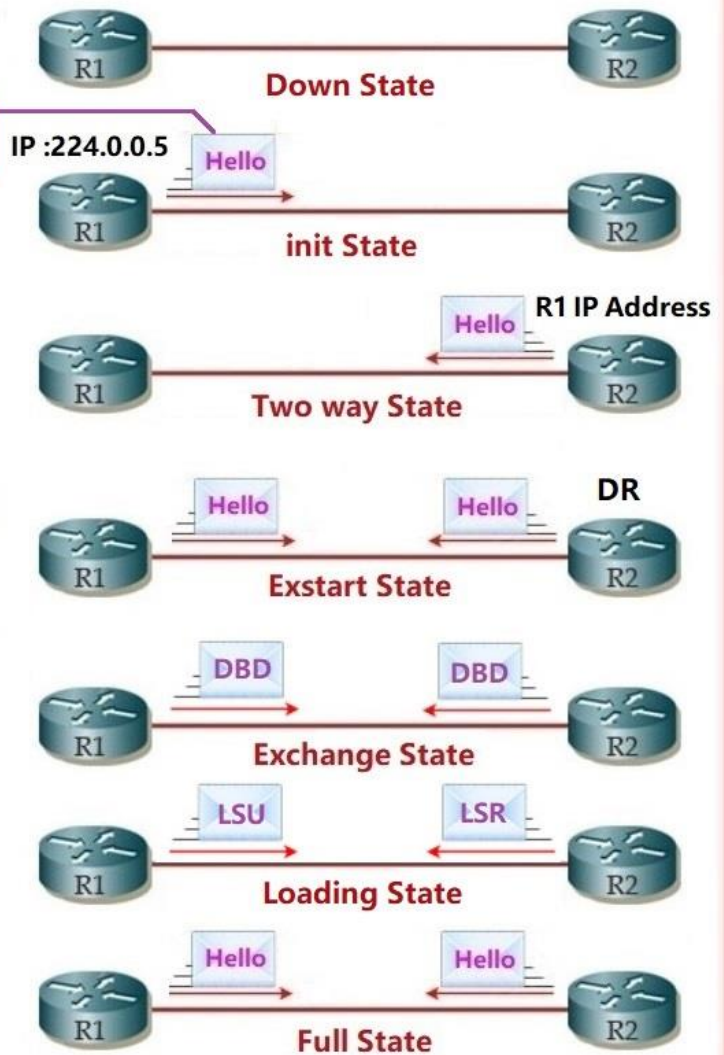 R1
R2
Down State
IP :224.0.0.5
Hello
R1
R2
init State
Hello
R1 IP Address
R1
R2
Two way State
Hello
Hello
DR
R1
R2
Exstart State
DBD
DBD
R1
R2
Exchange State
LSU
LSR
R1
R2
Loading State
Hello
Hello
R1
R2
Full State